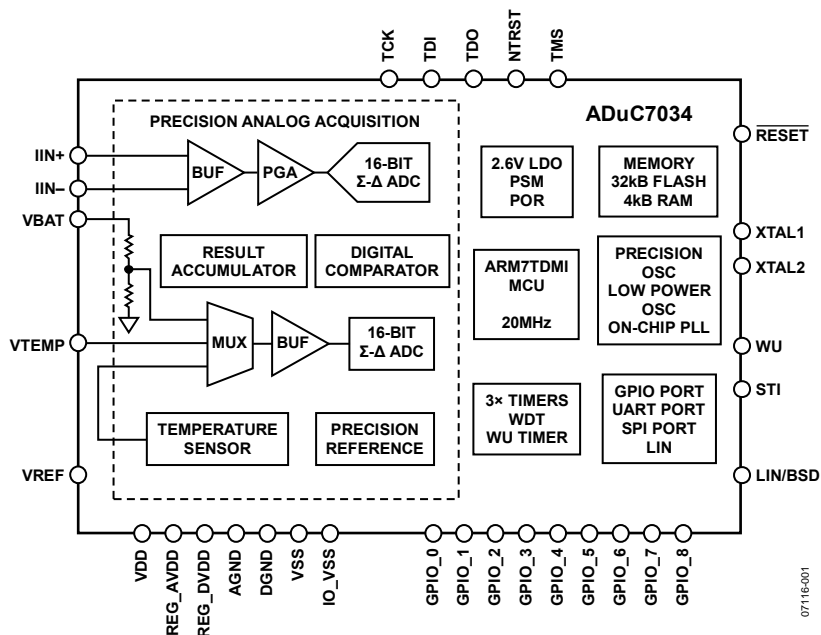 TCK
TDI
TDO
NTRST
TMS
ADuC7034
PRECISION ANALOG ACQUISITION
IIN+
IIN–
VBAT
VTEMP
VREF
BUF
PGA
16-BIT
Σ-Δ ADC
RESULT
ACCUMULATOR
DIGITAL
COMPARATOR
MUX
BUF
16-BIT
Σ-Δ ADC
TEMPERATURE
SENSOR
PRECISION
REFERENCE
2.6V LDO
PSM
POR
MEMORY
32kB FLASH
4kB RAM
ARM7TDMI
MCU
20MHz
PRECISION
OSC
LOW POWER
OSC
ON-CHIP PLL
3× TIMERS
WDT
WU TIMER
GPIO PORT
UART PORT
SPI PORT
LIN
RESET
XTAL1
XTAL2
WU
STI
LIN/BSD
VDD
REG_AVDD
REG_DVDD
AGND
DGND
VSS
IO_VSS
GPIO_0
GPIO_1
GPIO_2
GPIO_3
GPIO_4
GPIO_5
GPIO_6
GPIO_7
GPIO_8
07116-001